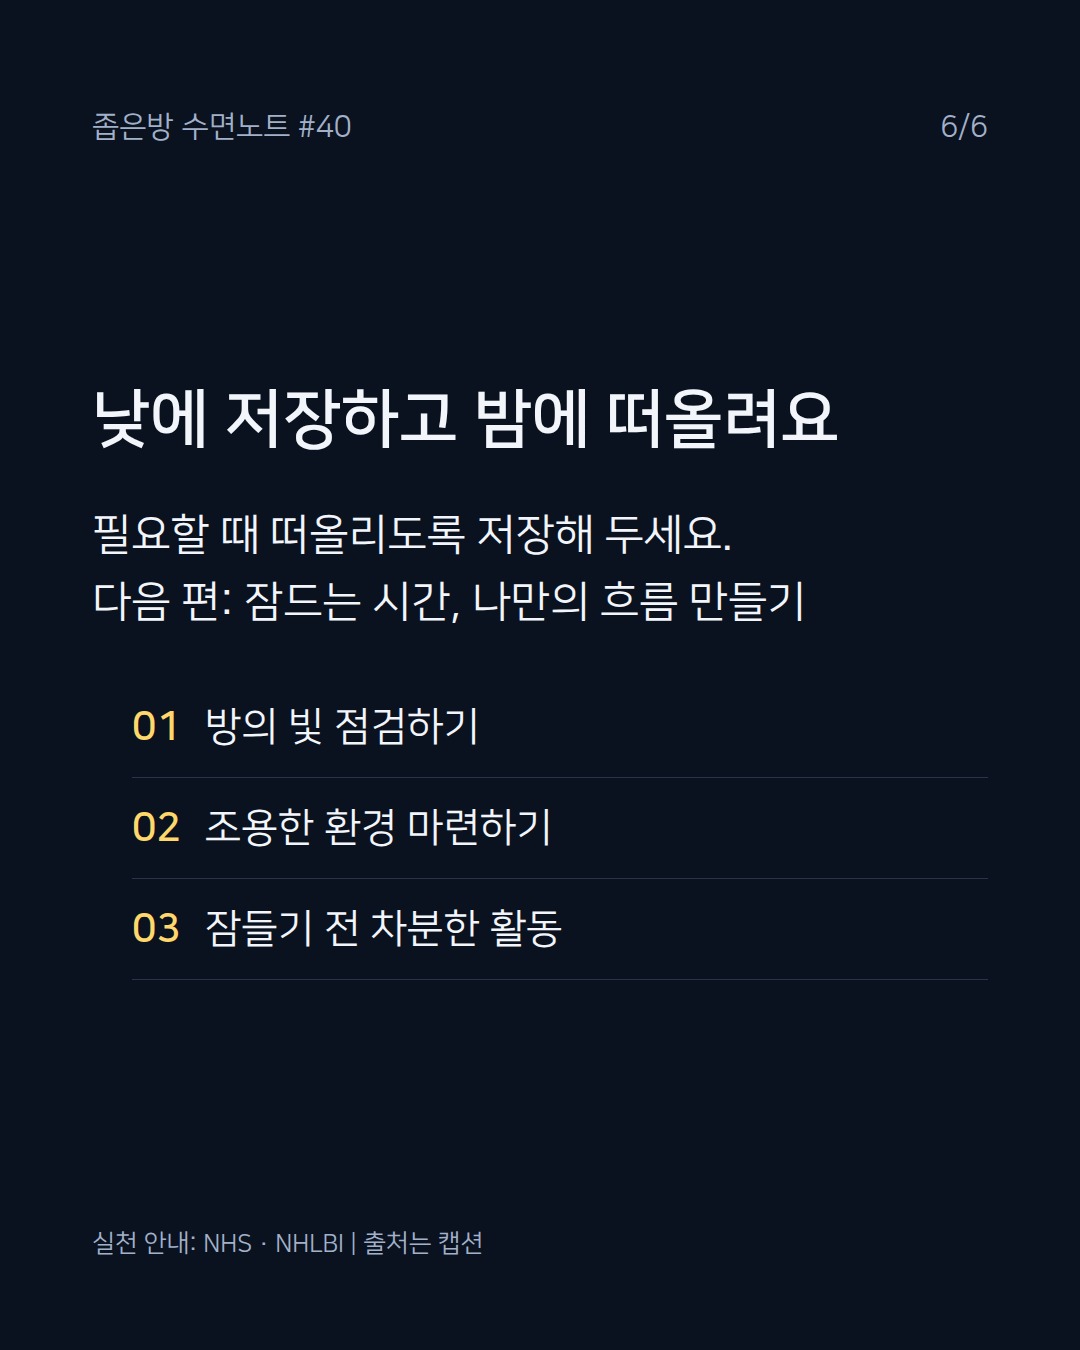 좁은방 수면노트 #40
6/6
낮에 저장하고 밤에 떠올려요
필요할 때 떠올리도록 저장해 두세요.
다음 편: 잠드는 시간, 나만의 흐름 만들기
01 방의 빛 점검하기
02 조용한 환경 마련하기
03 잠들기 전 차분한 활동
실천 안내: NHS · NHLBI | 출처는 캡션